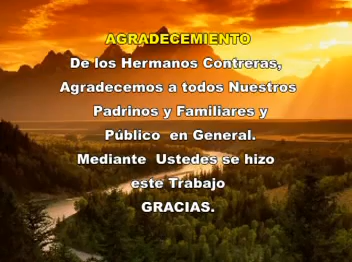 AGRADECEMIENTO
De los Hermanos Contreras,
Agradecemos a todos Nuestros
Padrinos y Familiares y
Público en General.
Mediante Ustedes se hizo
este Trabajo
GRACIAS.